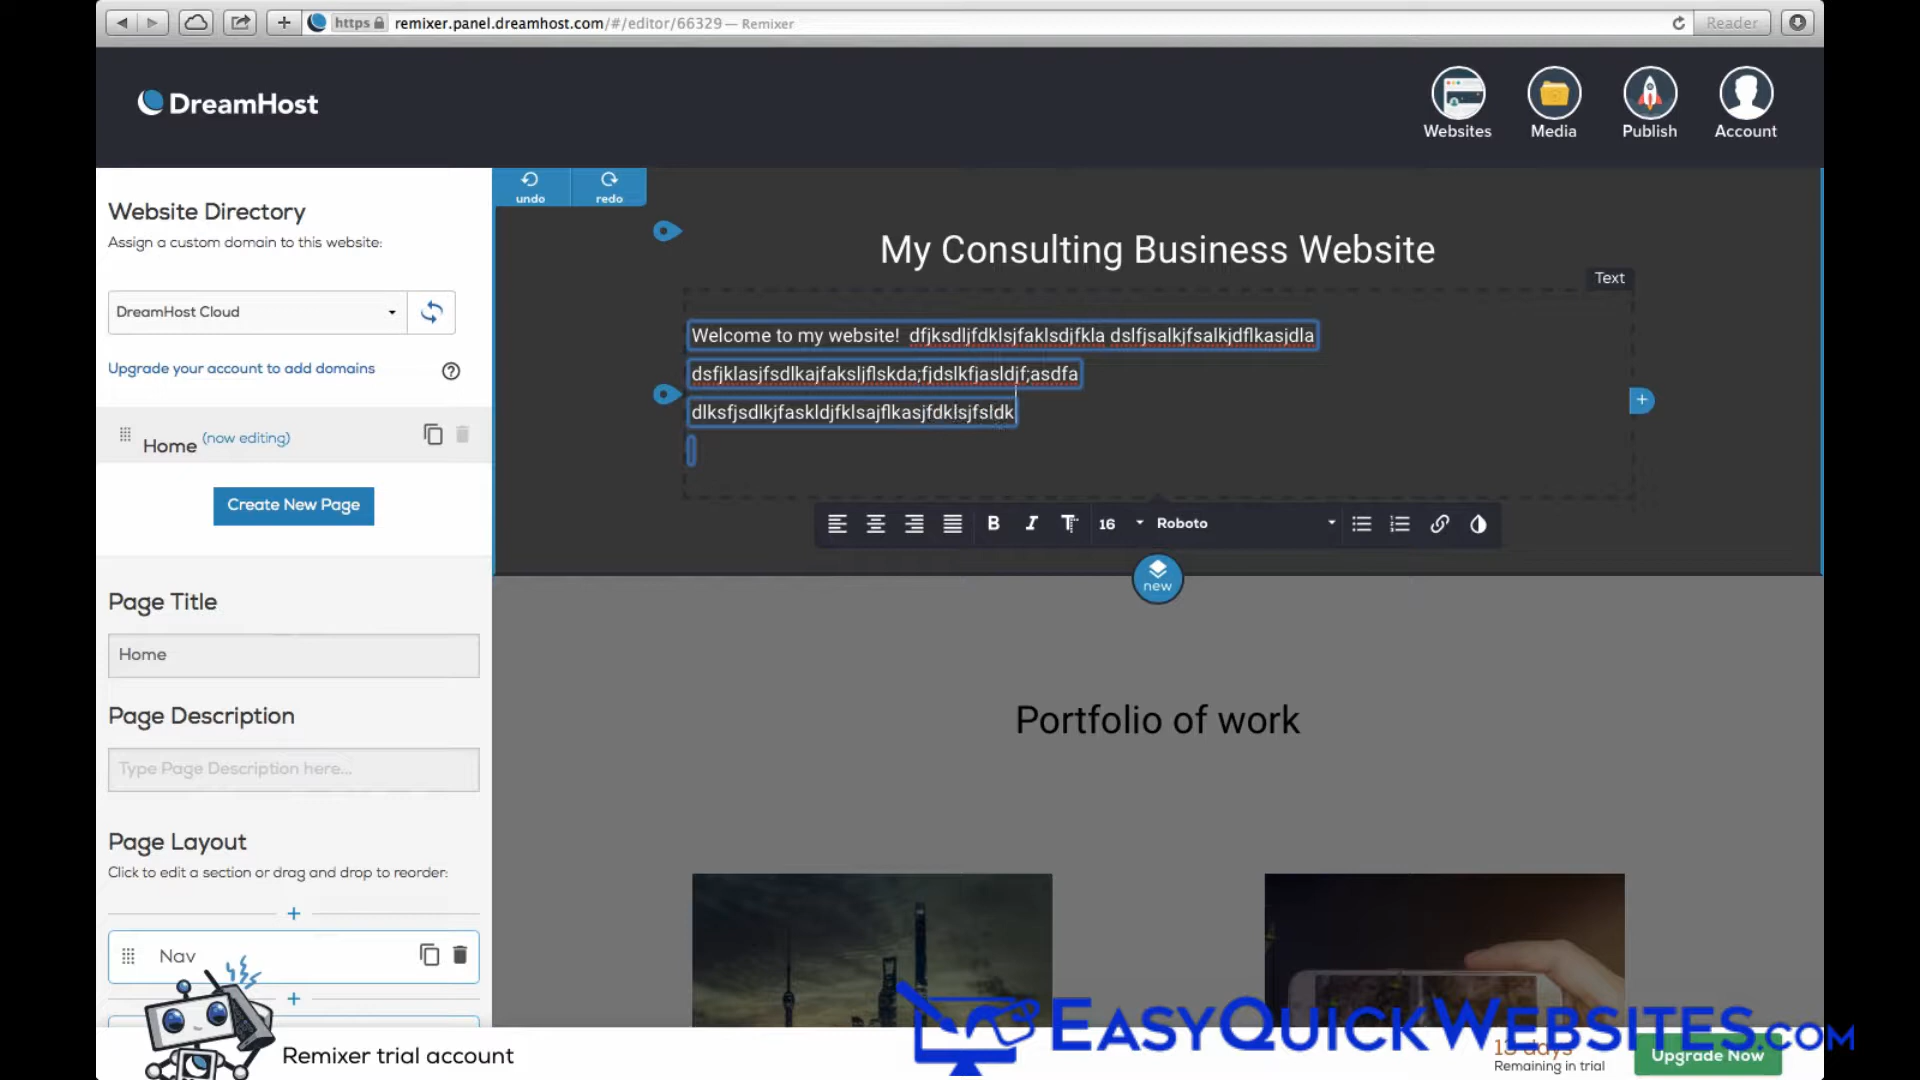 https remixer.panel.dreamhost.com/#/editor/66329 — Remixer
Reader
DreamHost
Websites
Media
Publish
Account
Website Directory
Assign a custom domain to this website:
DreamHost Cloud
Upgrade your account to add domains
?
Home (now editing)
Create New Page
Page Title
Home
Page Description
Type Page Description here...
Page Layout
Click to edit a section or drag and drop to reorder:
Nav
undo
redo
My Consulting Business Website
Text
Welcome to my website! dfjksdljfdklsjfaklsdjfkla dslfjsalkjfsalkjdflkasjdla
dsfjklasjfsdlkajfaksljflskda;fjdslkfjasldjf;asdfa
dlksfjsdlkjfaskldjfklsajflkasjfdklsjfsldk
B I T 16 Roboto
new
Portfolio of work
Remixer trial account
EASYQUICKWEBSITES.COM
13 days
Remaining in trial
Upgrade Now